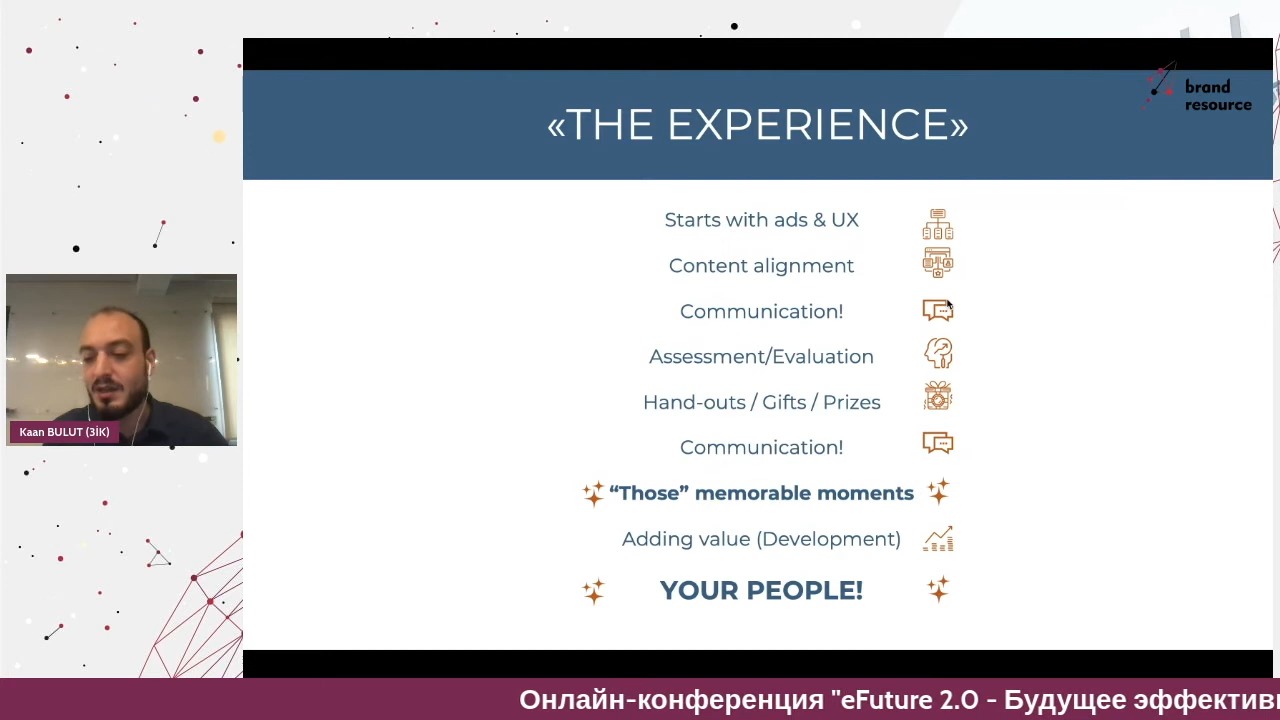 brand
resource
«THE EXPERIENCE»
Starts with ads & UX
Content alignment
Communication!
Assessment/Evaluation
Hand-outs / Gifts / Prizes
Communication!
“Those” memorable moments
Adding value (Development)
YOUR PEOPLE!
Kaan BULUT (3İK)
Онлайн-конференция "eFuture 2.0 - Будущее эффектив